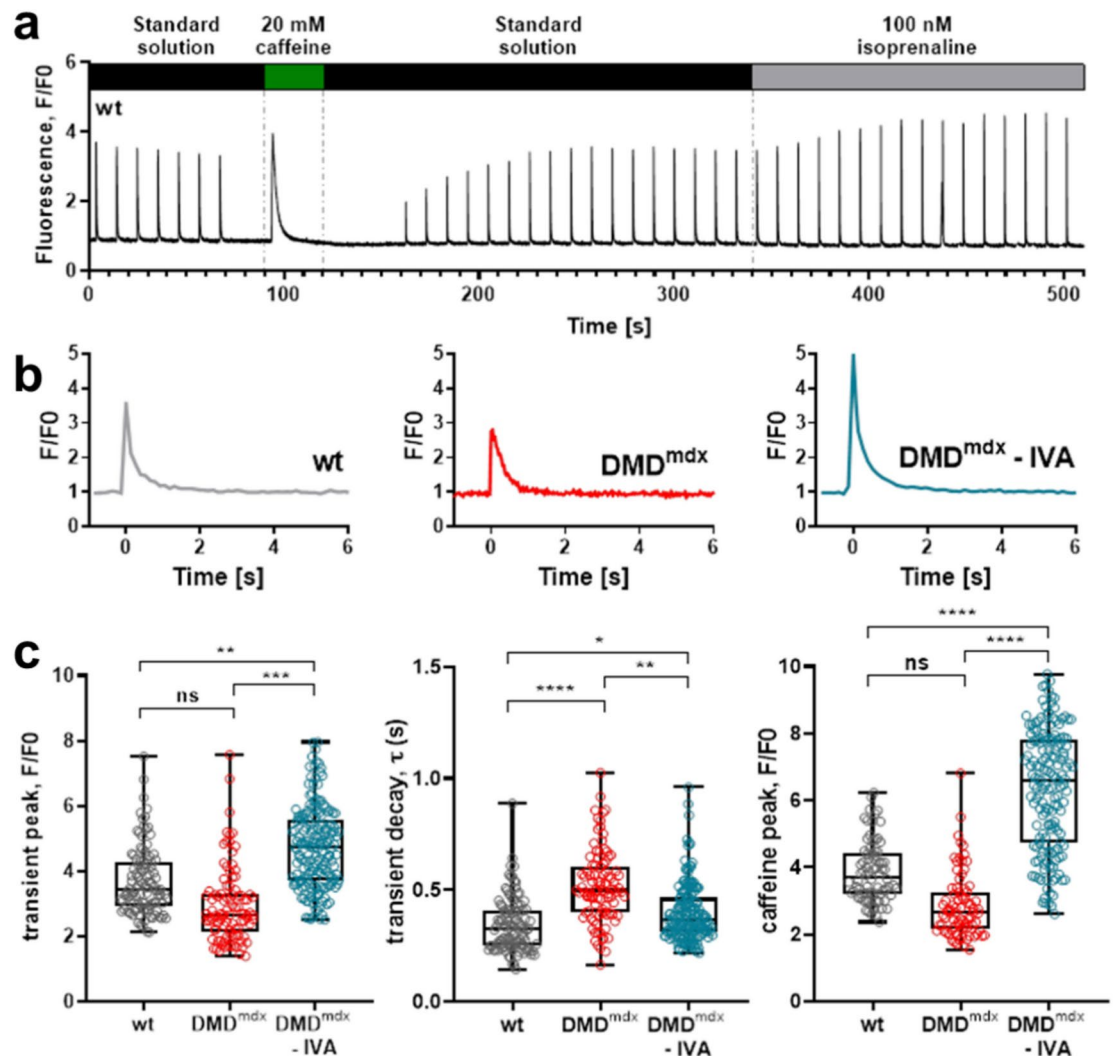 a
Standard solution
20 mM caffeine
Standard solution
100 nM isoprenaline
Fluorescence, F/F0
6
4
2
0
wt
0 100 200 300 400 500
Time [s]
b
F/F0
5
4
3
2
1
0
wt
0 2 4 6
Time [s]
F/F0
5
4
3
2
1
0
DMDmdx
0 2 4 6
Time [s]
F/F0
5
4
3
2
1
0
DMDmdx - IVA
0 2 4 6
Time [s]
c
transient peak, F/F0
10
8
6
4
2
0
**
ns
***
wt
DMDmdx
DMDmdx - IVA
transient decay, τ (s)
1.5
1.0
0.5
0.0
*
****
**
wt
DMDmdx
DMDmdx - IVA
caffeine peak, F/F0
10
8
6
4
2
0
****
ns
****
wt
DMDmdx
DMDmdx - IVA